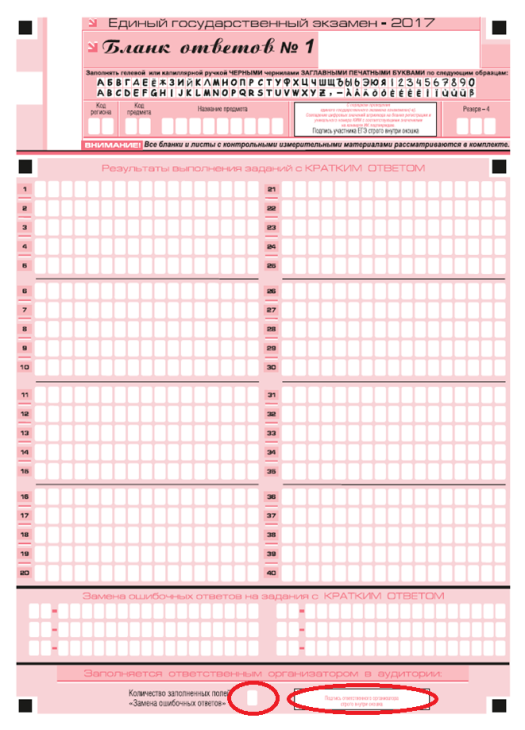 Единый государственный экзамен - 2017
Бланк ответов № 1
Заполнять гелевой или капиллярной ручкой ЧЕРНЫМИ чернилами ЗАГЛАВНЫМИ ПЕЧАТНЫМИ БУКВАМИ по следующим образцам:
АБВГДЕЁЖЗИЙКЛМНОПРСТУФХЦЧШЩЪЫЬЭЮЯ1234567890
ABCDEFGHIJKLMNOPQRSTUVWXYZ
Код региона
Код предмета
Название предмета
Подпись участника ЕГЭ строго внутри окошка
Резерв – 4
ВНИМАНИЕ! Все бланки и листы с контрольными измерительными материалами рассматриваются в комплекте.
Результаты выполнения заданий с КРАТКИМ ОТВЕТОМ
1 21
2 22
3 23
4 24
5 25
6 26
7 27
8 28
9 29
10 30
11 31
12 32
13 33
14 34
15 35
16 36
17 37
18 38
19 39
20 40
Замена ошибочных ответов на задания с КРАТКИМ ОТВЕТОМ
Заполняется ответственным организатором в аудитории:
Количество заполненных полей
«Замена ошибочных ответов»
Подпись ответственного организатора
строго внутри окошка